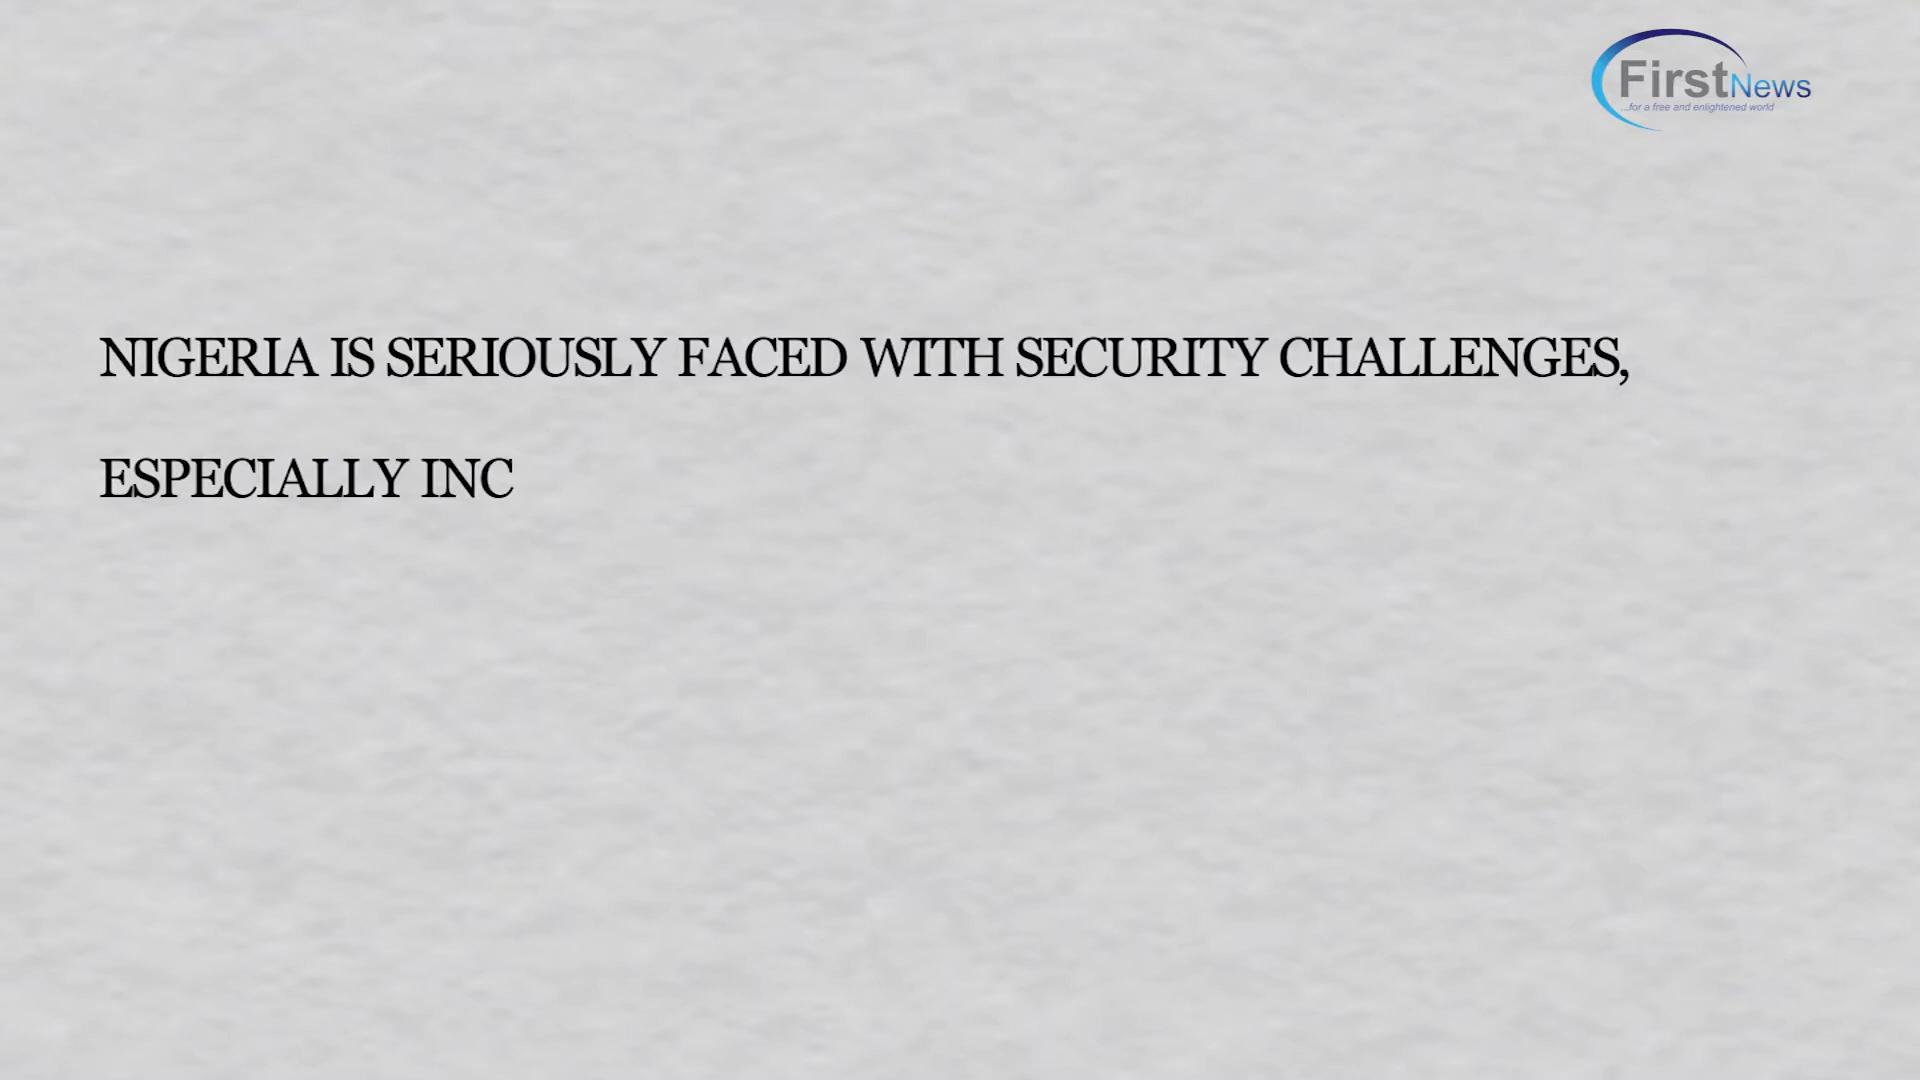 FirstNews
...for a free and enlightened world
NIGERIA IS SERIOUSLY FACED WITH SECURITY CHALLENGES,
ESPECIALLY INC